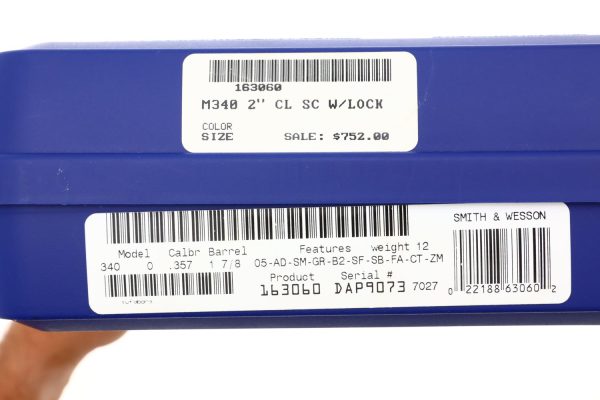 163060
M340 2" CL SC W/LOCK
COLOR
SIZE SALE: $752.00
SMITH & WESSON
Model Calbr Barrel Features weight 12
340 0 .357 1 7/8 05-AD-SM-GR-B2-SF-SB-FA-CT-ZM
Product Serial #
163060 DAP9073 7027
0 22188 63060 2